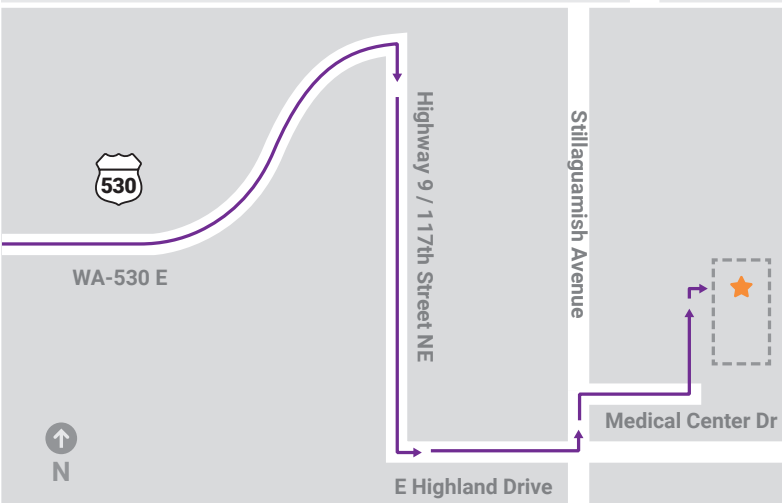 Highway 9 / 117th Street NE
Stillaguamish Avenue
530
WA-530 E
Medical Center Dr
N
E Highland Drive